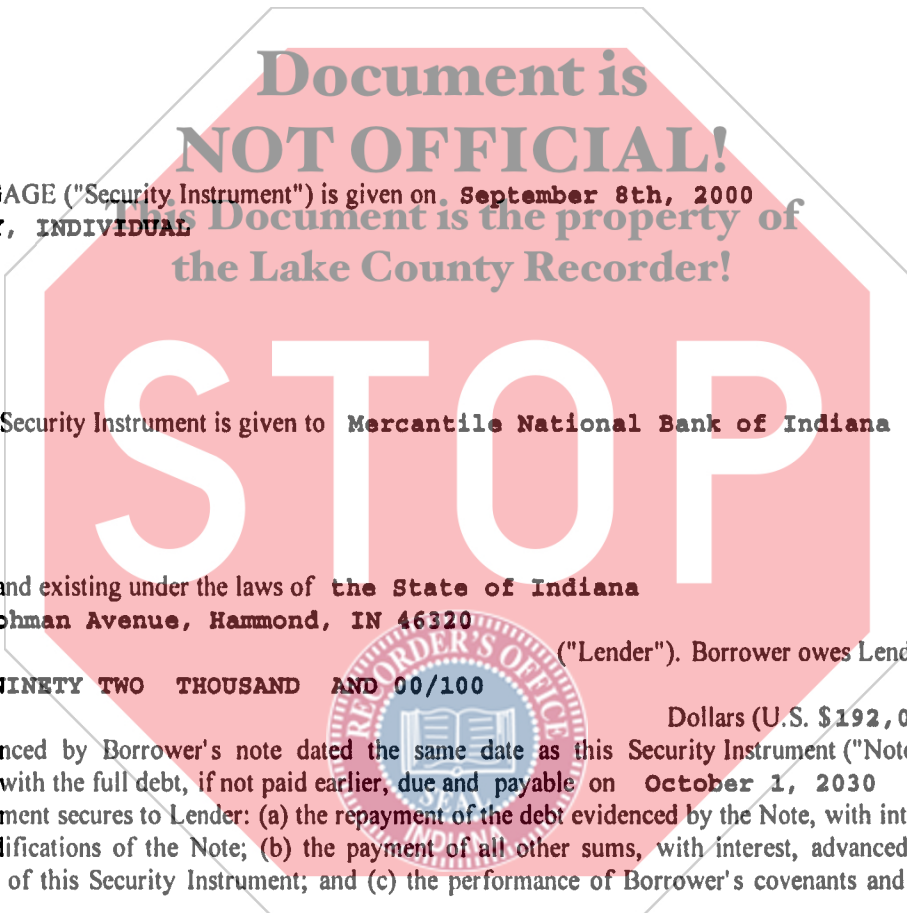 Document is
NOT OFFICIAL!
AGE ("Security Instrument") is given on September 8th, 2000
This Document is the property of
, INDIVIDUAL
the Lake County Recorder!
STOP
Security Instrument is given to Mercantile National Bank of Indiana
and existing under the laws of the State of Indiana
ohman Avenue, Hammond, IN 46320
("Lender"). Borrower owes Lend
INETY TWO THOUSAND AND 00/100
Dollars (U.S. $192,0
nced by Borrower's note dated the same date as this Security Instrument ("Note
with the full debt, if not paid earlier, due and payable on October 1, 2030
ment secures to Lender: (a) the repayment of the debt evidenced by the Note, with int
difications of the Note; (b) the payment of all other sums, with interest, advanced
of this Security Instrument; and (c) the performance of Borrower's covenants and
RECORDER'S OFFICE
SEAL
INDIANA